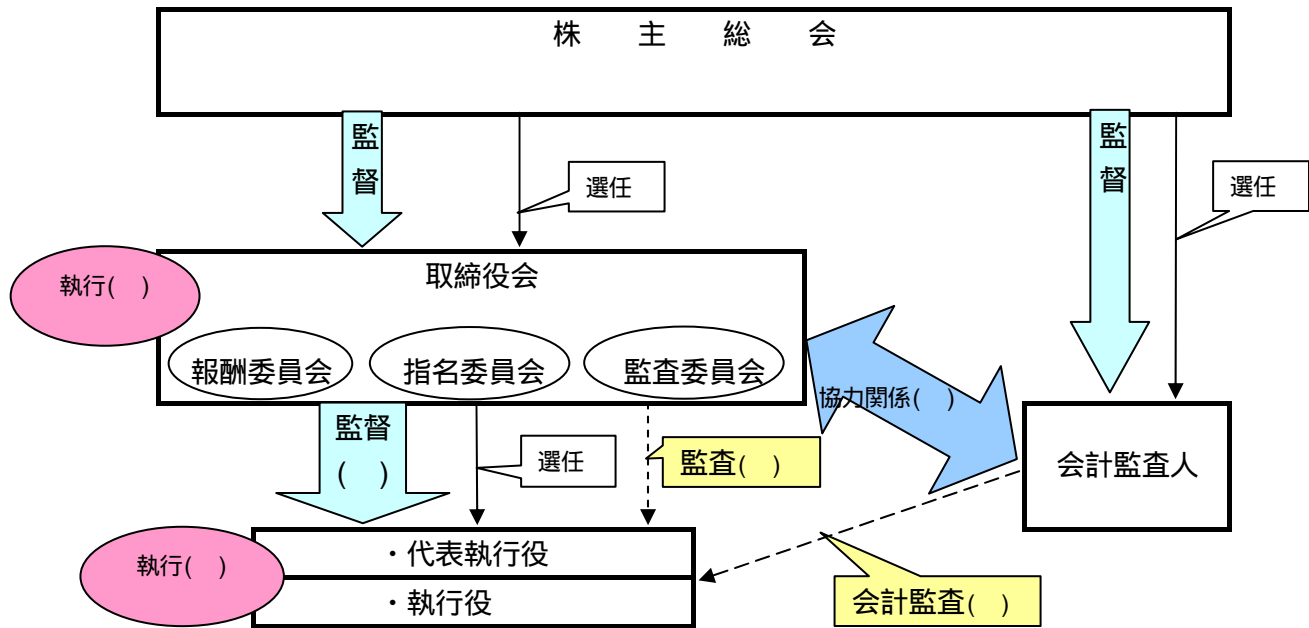 株　主　総　会
監
督
選任
監
督
選任
執行(　)
取締役会
報酬委員会
指名委員会
監査委員会
協力関係(　)
監督
(　)
選任
監査(　)
会計監査人
執行(　)
・代表執行役
・執行役
会計監査(　)